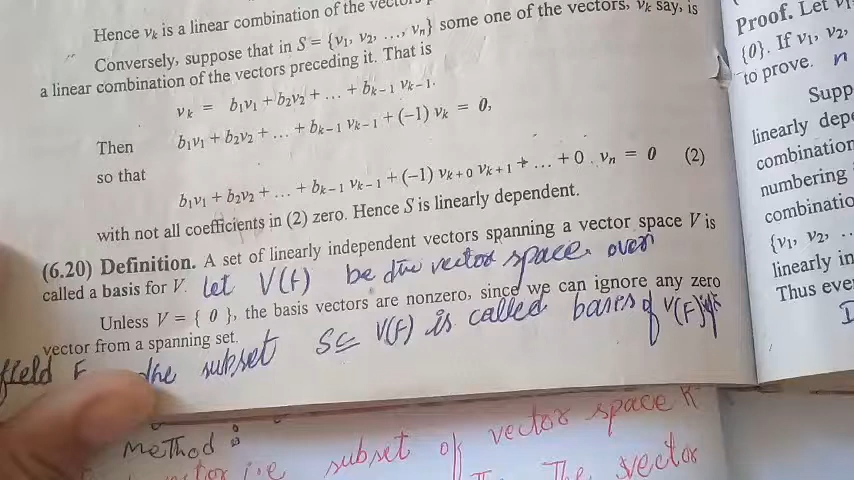 Hence vₖ is a linear combination of the vectors
Conversely, suppose that in S = {v₁, v₂, ..., vₙ} some one of the vectors, vₖ say, is
a linear combination of the vectors preceding it. That is
vₖ = b₁v₁ + b₂v₂ + ... + bₖ₋₁ vₖ₋₁.
Then b₁v₁ + b₂v₂ + ... + bₖ₋₁ vₖ₋₁ + (−1) vₖ = 0,
so that
b₁v₁ + b₂v₂ + ... + bₖ₋₁ vₖ₋₁ + (−1) vₖ₊₀ vₖ₊₁ + ... + 0 . vₙ = 0 (2)
with not all coefficients in (2) zero. Hence S is linearly dependent.
(6.20) Definition. A set of linearly independent vectors spanning a vector space V is
called a basis for V. let V(F) be the vector space over
Unless V = { 0 }, the basis vectors are nonzero, since we can ignore any zero
vector from a spanning set.
field F the subset S⊆ V(F) is called bases of V(F) if
Method :
i.e subset of vector space
The vector
Proof. Let v₁
{0}. If v₁, v₂,
to prove. n
Supp
linearly depe
combination
numbering
combinatio
{v₁, v₂, ..
linearly in
Thus eve